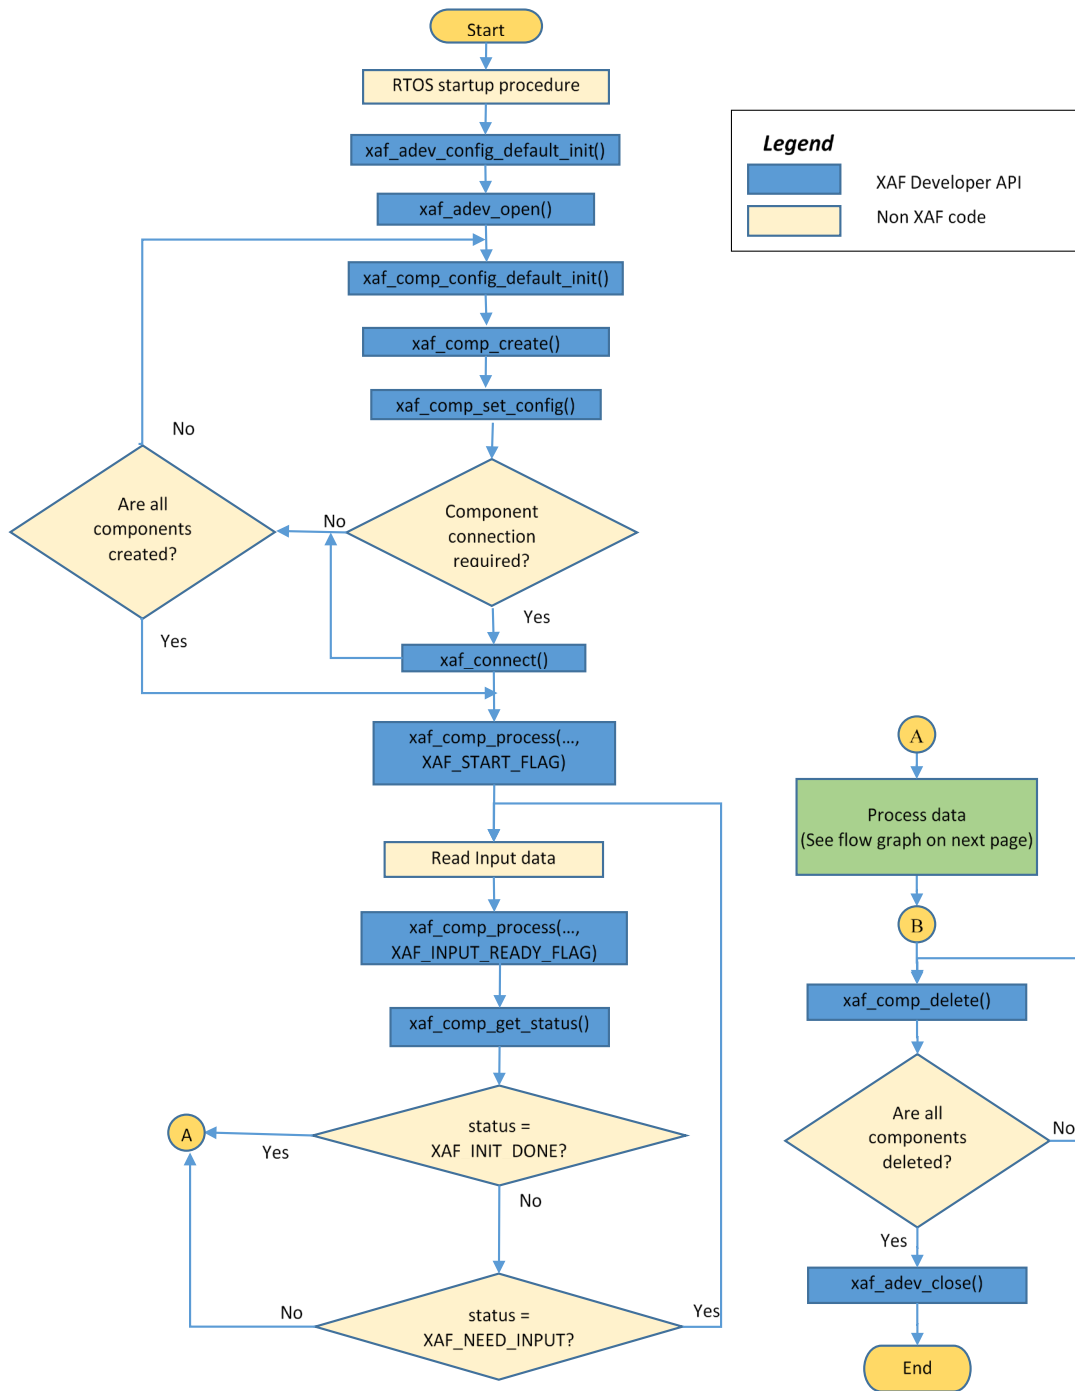 Start
RTOS startup procedure
xaf_adev_config_default_init()
xaf_adev_open()
xaf_comp_config_default_init()
xaf_comp_create()
xaf_comp_set_config()
Legend
XAF Developer API
Non XAF code
No
Are all
components
created?
No
Component
connection
required?
Yes
Yes
xaf_connect()
xaf_comp_process(...,
XAF_START_FLAG)
Read Input data
xaf_comp_process(...,
XAF_INPUT_READY_FLAG)
xaf_comp_get_status()
status =
XAF_INIT_DONE?
Yes
A
No
status =
XAF_NEED_INPUT?
No
Yes
A
Process data
(See flow graph on next page)
B
xaf_comp_delete()
Are all
components
deleted?
No
Yes
xaf_adev_close()
End